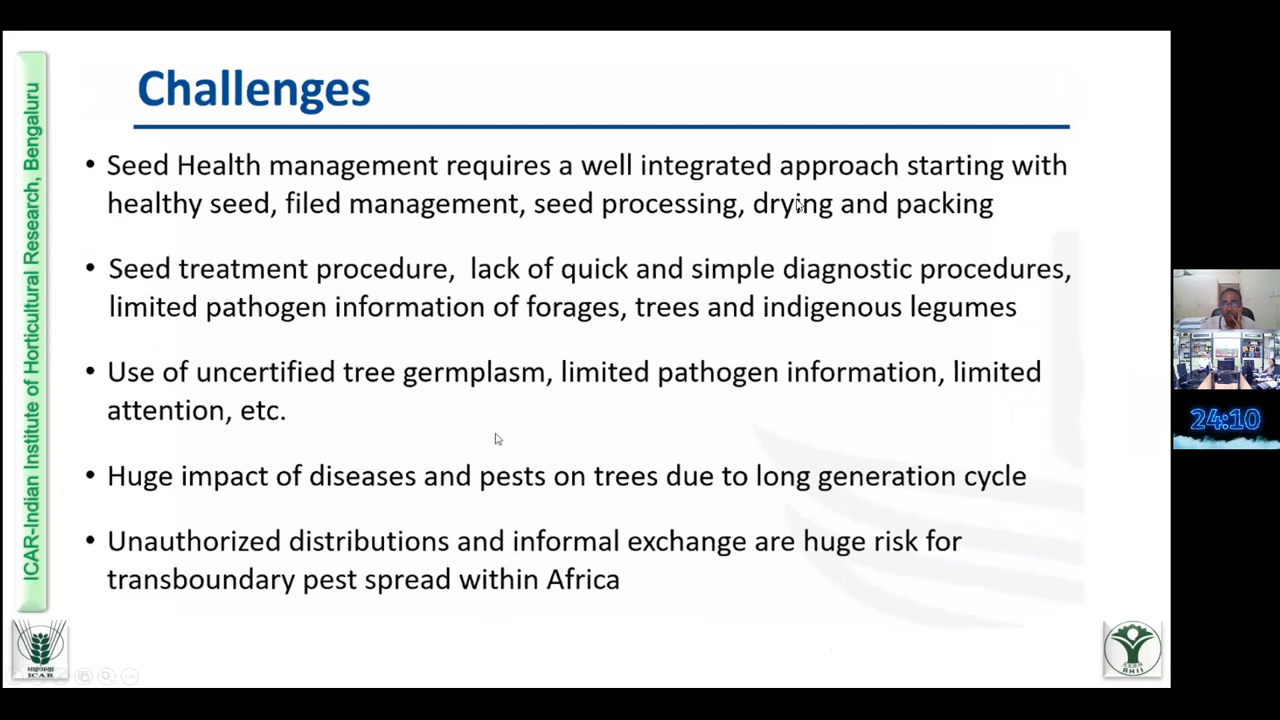 Challenges
• Seed Health management requires a well integrated approach starting with
healthy seed, filed management, seed processing, drying and packing
• Seed treatment procedure, lack of quick and simple diagnostic procedures,
limited pathogen information of forages, trees and indigenous legumes
• Use of uncertified tree germplasm, limited pathogen information, limited
attention, etc.
• Huge impact of diseases and pests on trees due to long generation cycle
• Unauthorized distributions and informal exchange are huge risk for
transboundary pest spread within Africa
ICAR-Indian Institute of Horticultural Research, Bengaluru
ICAR
24:10